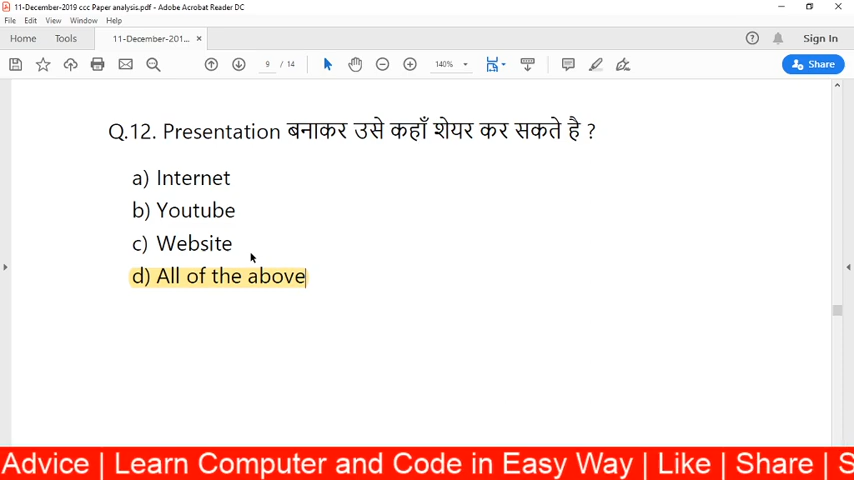 11-December-2019 ccc Paper analysis.pdf - Adobe Acrobat Reader DC
File Edit View Window Help
Home Tools 11-December-201... × Sign In
9 / 14 140% Share
Q.12. Presentation बनाकर उसे कहाँ शेयर कर सकते है ?
a) Internet
b) Youtube
c) Website
d) All of the above
Advice | Learn Computer and Code in Easy Way | Like | Share | S